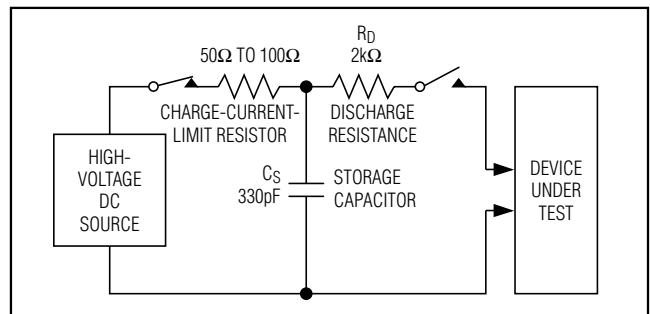 50Ω TO 100Ω
CHARGE-CURRENT-
LIMIT RESISTOR
RD
2kΩ
DISCHARGE
RESISTANCE
HIGH-
VOLTAGE
DC
SOURCE
CS
330pF
STORAGE
CAPACITOR
DEVICE
UNDER
TEST